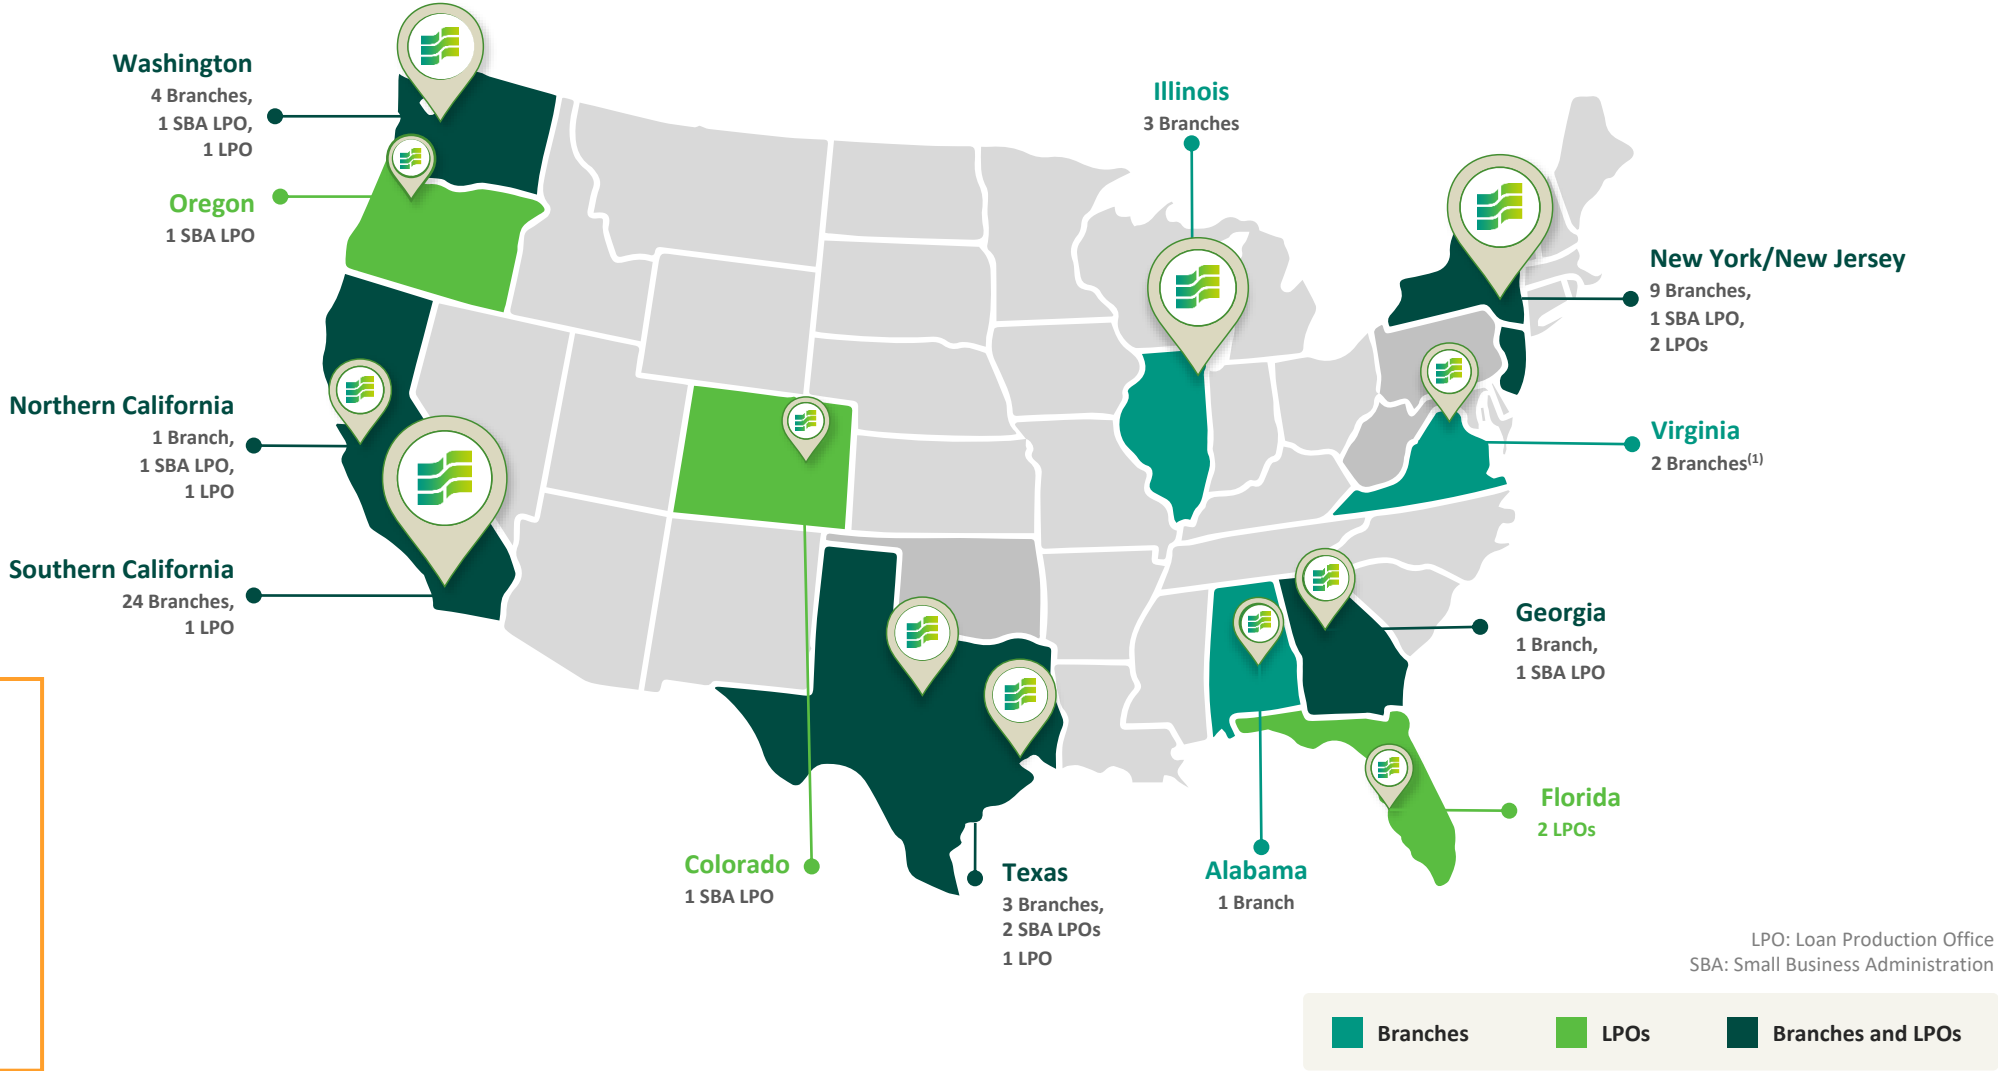 Washington
4 Branches,
1 SBA LPO,
1 LPO
Oregon
1 SBA LPO
Northern California
1 Branch,
1 SBA LPO,
1 LPO
Southern California
24 Branches,
1 LPO
Illinois
3 Branches
New York/New Jersey
9 Branches,
1 SBA LPO,
2 LPOs
Virginia
2 Branches(1)
Georgia
1 Branch,
1 SBA LPO
Florida
2 LPOs
Alabama
1 Branch
Colorado
1 SBA LPO
Texas
3 Branches,
2 SBA LPOs
1 LPO
LPO: Loan Production Office
SBA: Small Business Administration
Branches
LPOs
Branches and LPOs